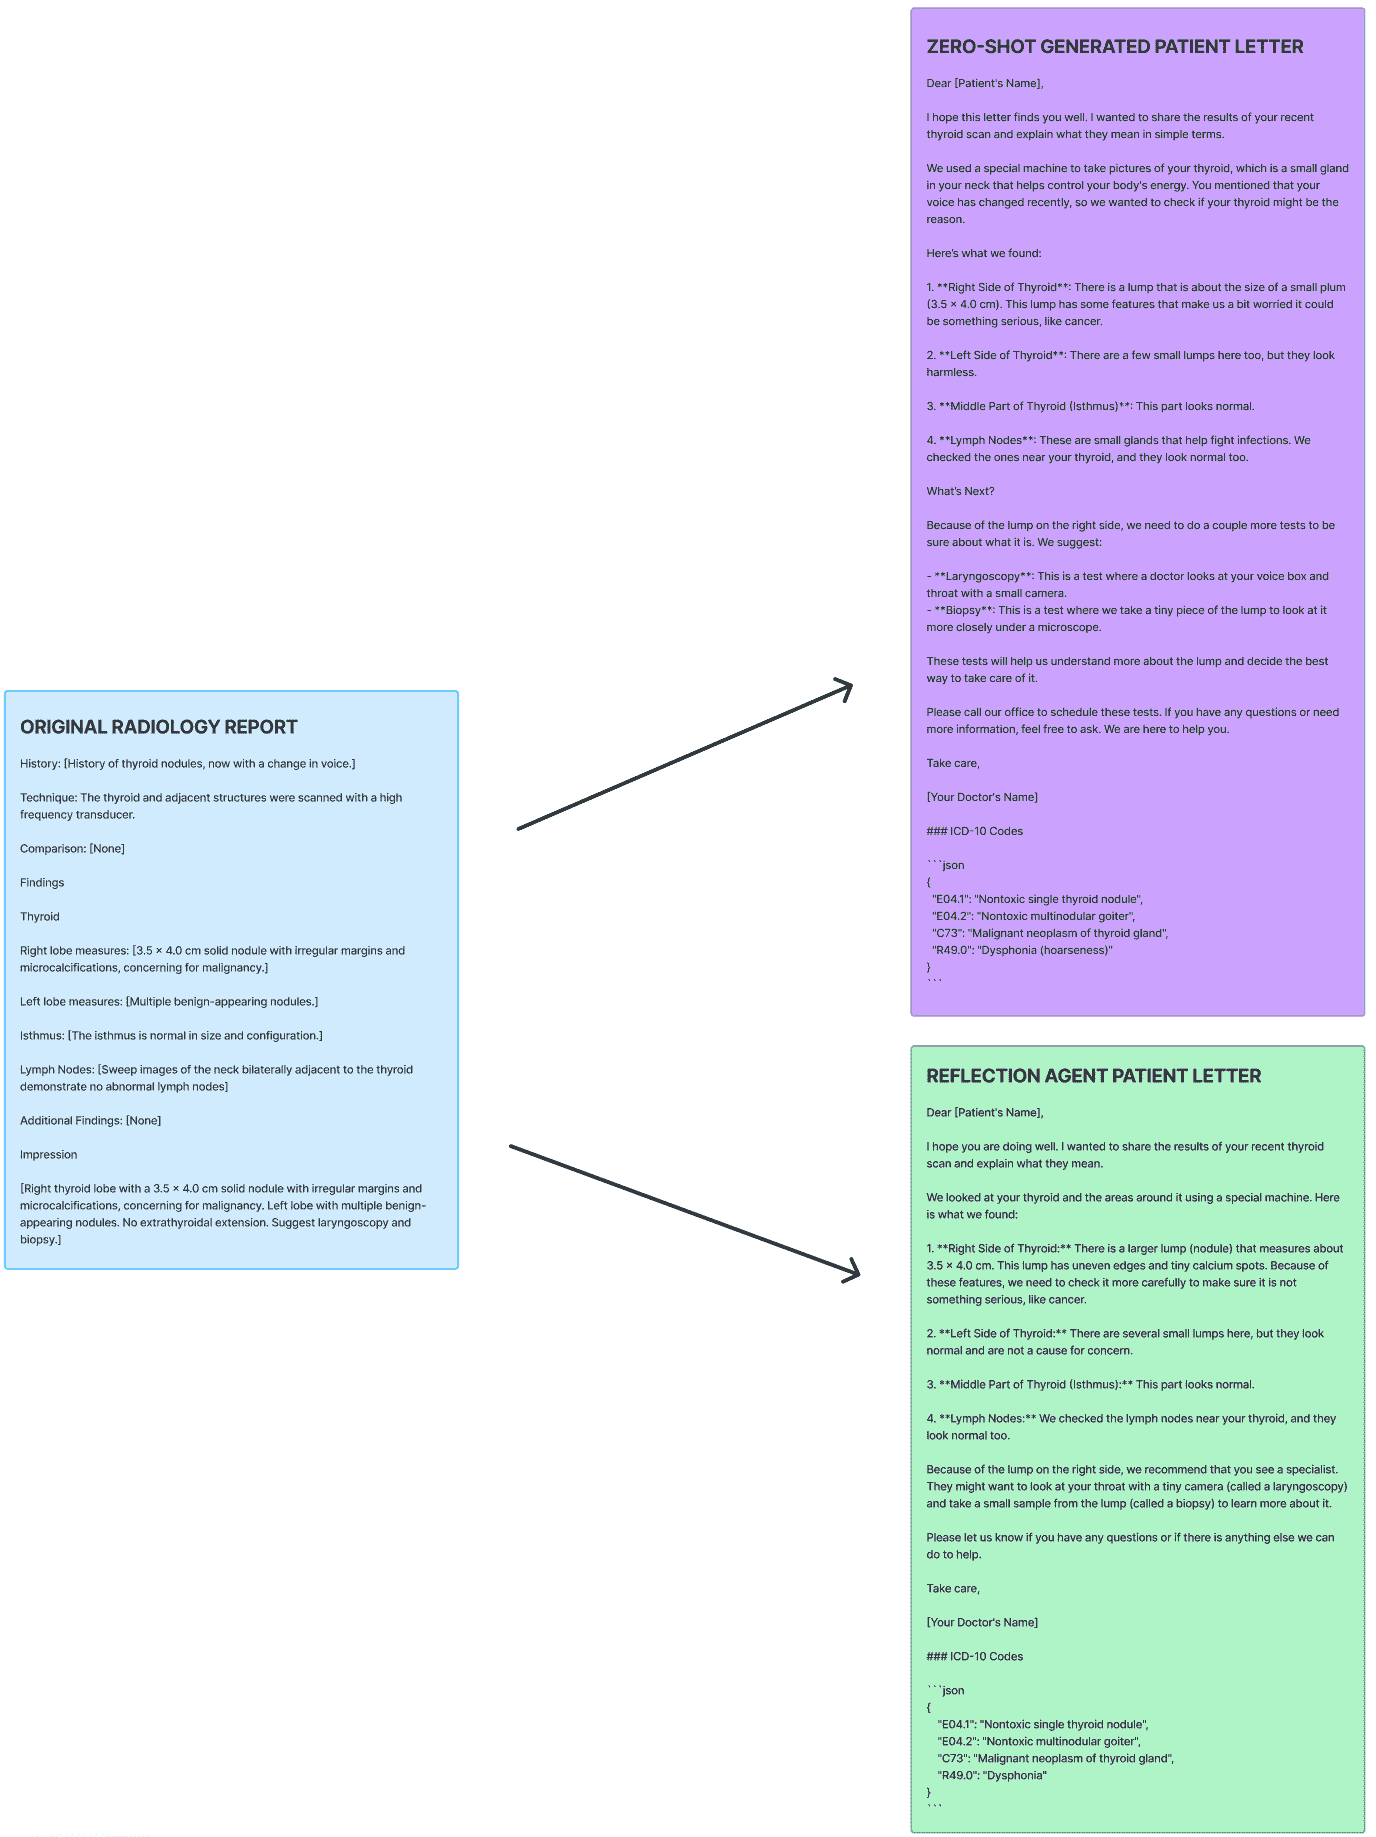 ORIGINAL RADIOLOGY REPORT
History: [History of thyroid nodules, now with a change in voice.]
Technique: The thyroid and adjacent structures were scanned with a high
frequency transducer.
Comparison: [None]
Findings
Thyroid
Right lobe measures: [3.5 × 4.0 cm solid nodule with irregular margins and
microcalcifications, concerning for malignancy.]
Left lobe measures: [Multiple benign-appearing nodules.]
Isthmus: [The isthmus is normal in size and configuration.]
Lymph Nodes: [Sweep images of the neck bilaterally adjacent to the thyroid
demonstrate no abnormal lymph nodes]
Additional Findings: [None]
Impression
[Right thyroid lobe with a 3.5 × 4.0 cm solid nodule with irregular margins and
microcalcifications, concerning for malignancy. Left lobe with multiple benign-
appearing nodules. No extrathyroidal extension. Suggest laryngoscopy and
biopsy.]
ZERO-SHOT GENERATED PATIENT LETTER
Dear [Patient's Name],
I hope this letter finds you well. I wanted to share the results of your recent
thyroid scan and explain what they mean in simple terms.
We used a special machine to take pictures of your thyroid, which is a small gland
in your neck that helps control your body's energy. You mentioned that your
voice has changed recently, so we wanted to check if your thyroid might be the
reason.
Here's what we found:
1. **Right Side of Thyroid**: There is a lump that is about the size of a small plum
(3.5 × 4.0 cm). This lump has some features that make us a bit worried it could
be something serious, like cancer.
2. **Left Side of Thyroid**: There are a few small lumps here too, but they look
harmless.
3. **Middle Part of Thyroid (Isthmus)**: This part looks normal.
4. **Lymph Nodes**: These are small glands that help fight infections. We
checked the ones near your thyroid, and they look normal too.
What's Next?
Because of the lump on the right side, we need to do a couple more tests to be
sure about what it is. We suggest:
- **Laryngoscopy**: This is a test where a doctor looks at your voice box and
throat with a small camera.
- **Biopsy**: This is a test where we take a tiny piece of the lump to look at it
more closely under a microscope.
These tests will help us understand more about the lump and decide the best
way to take care of it.
Please call our office to schedule these tests. If you have any questions or need
more information, feel free to ask. We are here to help you.
Take care,
[Your Doctor's Name]
### ICD-10 Codes
```json
{
"E04.1": "Nontoxic single thyroid nodule",
"E04.2": "Nontoxic multinodular goiter",
"C73": "Malignant neoplasm of thyroid gland",
"R49.0": "Dysphonia (hoarseness)"
}
```
REFLECTION AGENT PATIENT LETTER
Dear [Patient's Name],
I hope you are doing well. I wanted to share the results of your recent thyroid
scan and explain what they mean.
We looked at your thyroid and the areas around it using a special machine. Here
is what we found:
1. **Right Side of Thyroid:** There is a larger lump (nodule) that measures about
3.5 × 4.0 cm. This lump has uneven edges and tiny calcium spots. Because of
these features, we need to check it more carefully to make sure it is not
something serious, like cancer.
2. **Left Side of Thyroid:** There are several small lumps here, but they look
normal and are not a cause for concern.
3. **Middle Part of Thyroid (Isthmus):** This part looks normal.
4. **Lymph Nodes:** We checked the lymph nodes near your thyroid, and they
look normal too.
Because of the lump on the right side, we recommend that you see a specialist.
They might want to look at your throat with a tiny camera (called a laryngoscopy)
and take a small sample from the lump (called a biopsy) to learn more about it.
Please let us know if you have any questions or if there is anything else we can
do to help.
Take care,
[Your Doctor's Name]
### ICD-10 Codes
```json
{
"E04.1": "Nontoxic single thyroid nodule",
"E04.2": "Nontoxic multinodular goiter",
"C73": "Malignant neoplasm of thyroid gland",
"R49.0": "Dysphonia"
}
```